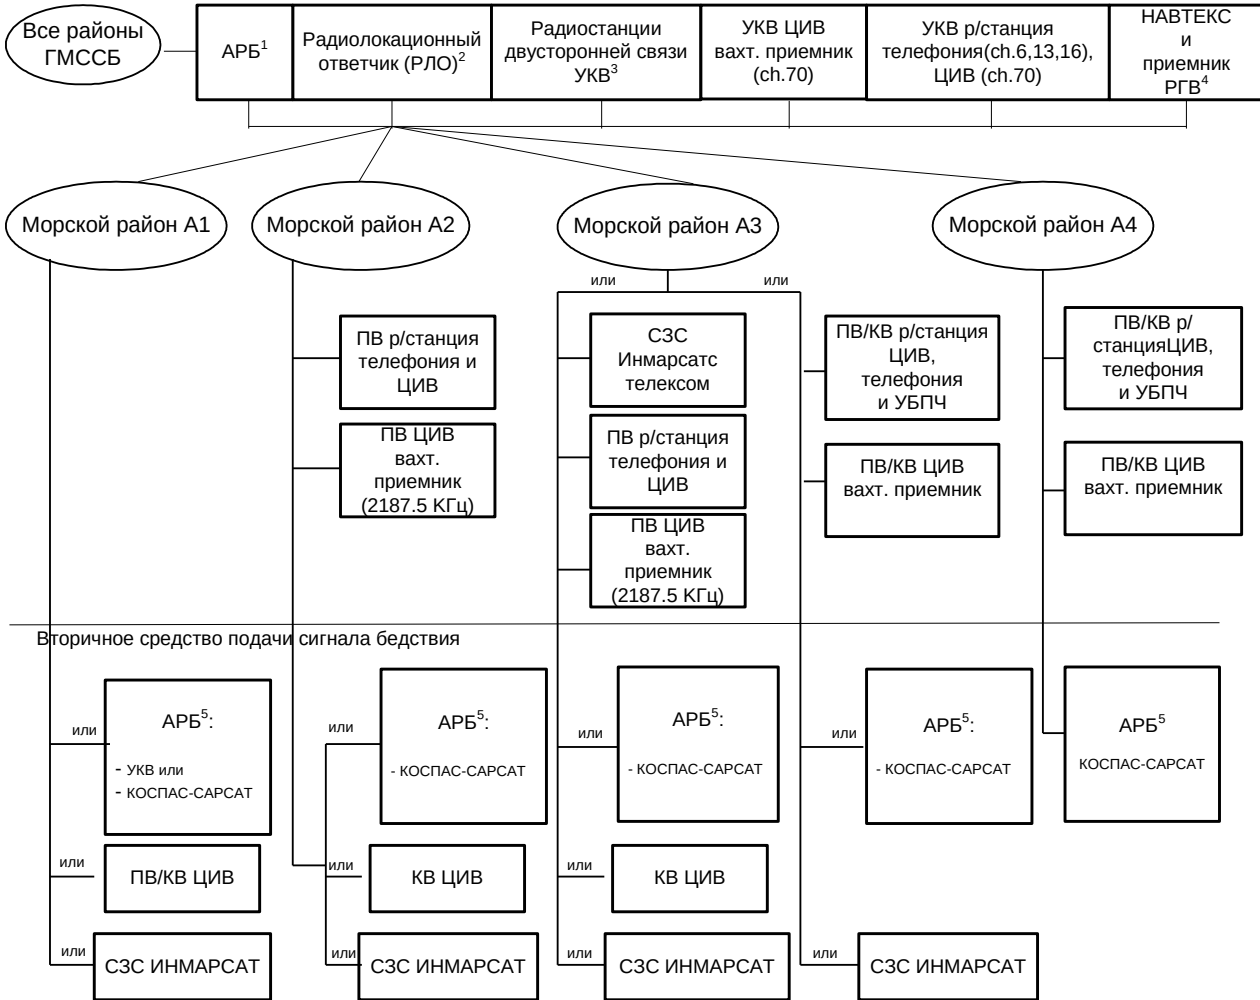 Все районы
ГМССБ
АРБ1
Радиолокационный
ответчик (РЛО)2
Радиостанции
двусторонней связи
УКВ3
УКВ ЦИВ
вахт. приемник
(ch.70)
УКВ р/станция
телефония(ch.6,13,16),
ЦИВ (ch.70)
НАВТЕКС
и
приемник
РГВ4
Морской район А1
Морской район А2
Морской район А3
Морской район А4
или
или
ПВ р/станция
телефония и
ЦИВ
ПВ ЦИВ
вахт.
приемник
(2187.5 КГц)
СЗС
Инмарсатс
телексом
ПВ р/станция
телефония и
ЦИВ
ПВ ЦИВ
вахт.
приемник
(2187.5 КГц)
ПВ/КВ р/станция
ЦИВ,
телефония
и УБПЧ
ПВ/КВ ЦИВ
вахт. приемник
ПВ/КВ р/
станцияЦИВ,
телефония
и УБПЧ
ПВ/КВ ЦИВ
вахт. приемник
Вторичное средство подачи сигнала бедствия
или
АРБ5:
- УКВ или
- КОСПАС-САРСАТ
или
АРБ5:
- КОСПАС-САРСАТ
или
АРБ5:
- КОСПАС-САРСАТ
или
АРБ5:
- КОСПАС-САРСАТ
АРБ5
КОСПАС-САРСАТ
или
ПВ/КВ ЦИВ
или
КВ ЦИВ
или
КВ ЦИВ
или
СЗС ИНМАРСАТ
или
СЗС ИНМАРСАТ
или
СЗС ИНМАРСАТ
или
СЗС ИНМАРСАТ